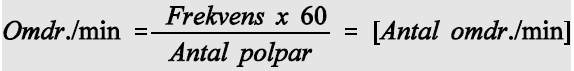 Omdr./min = Frekvens x 60 / Antal polpar = [Antal omdr./min]